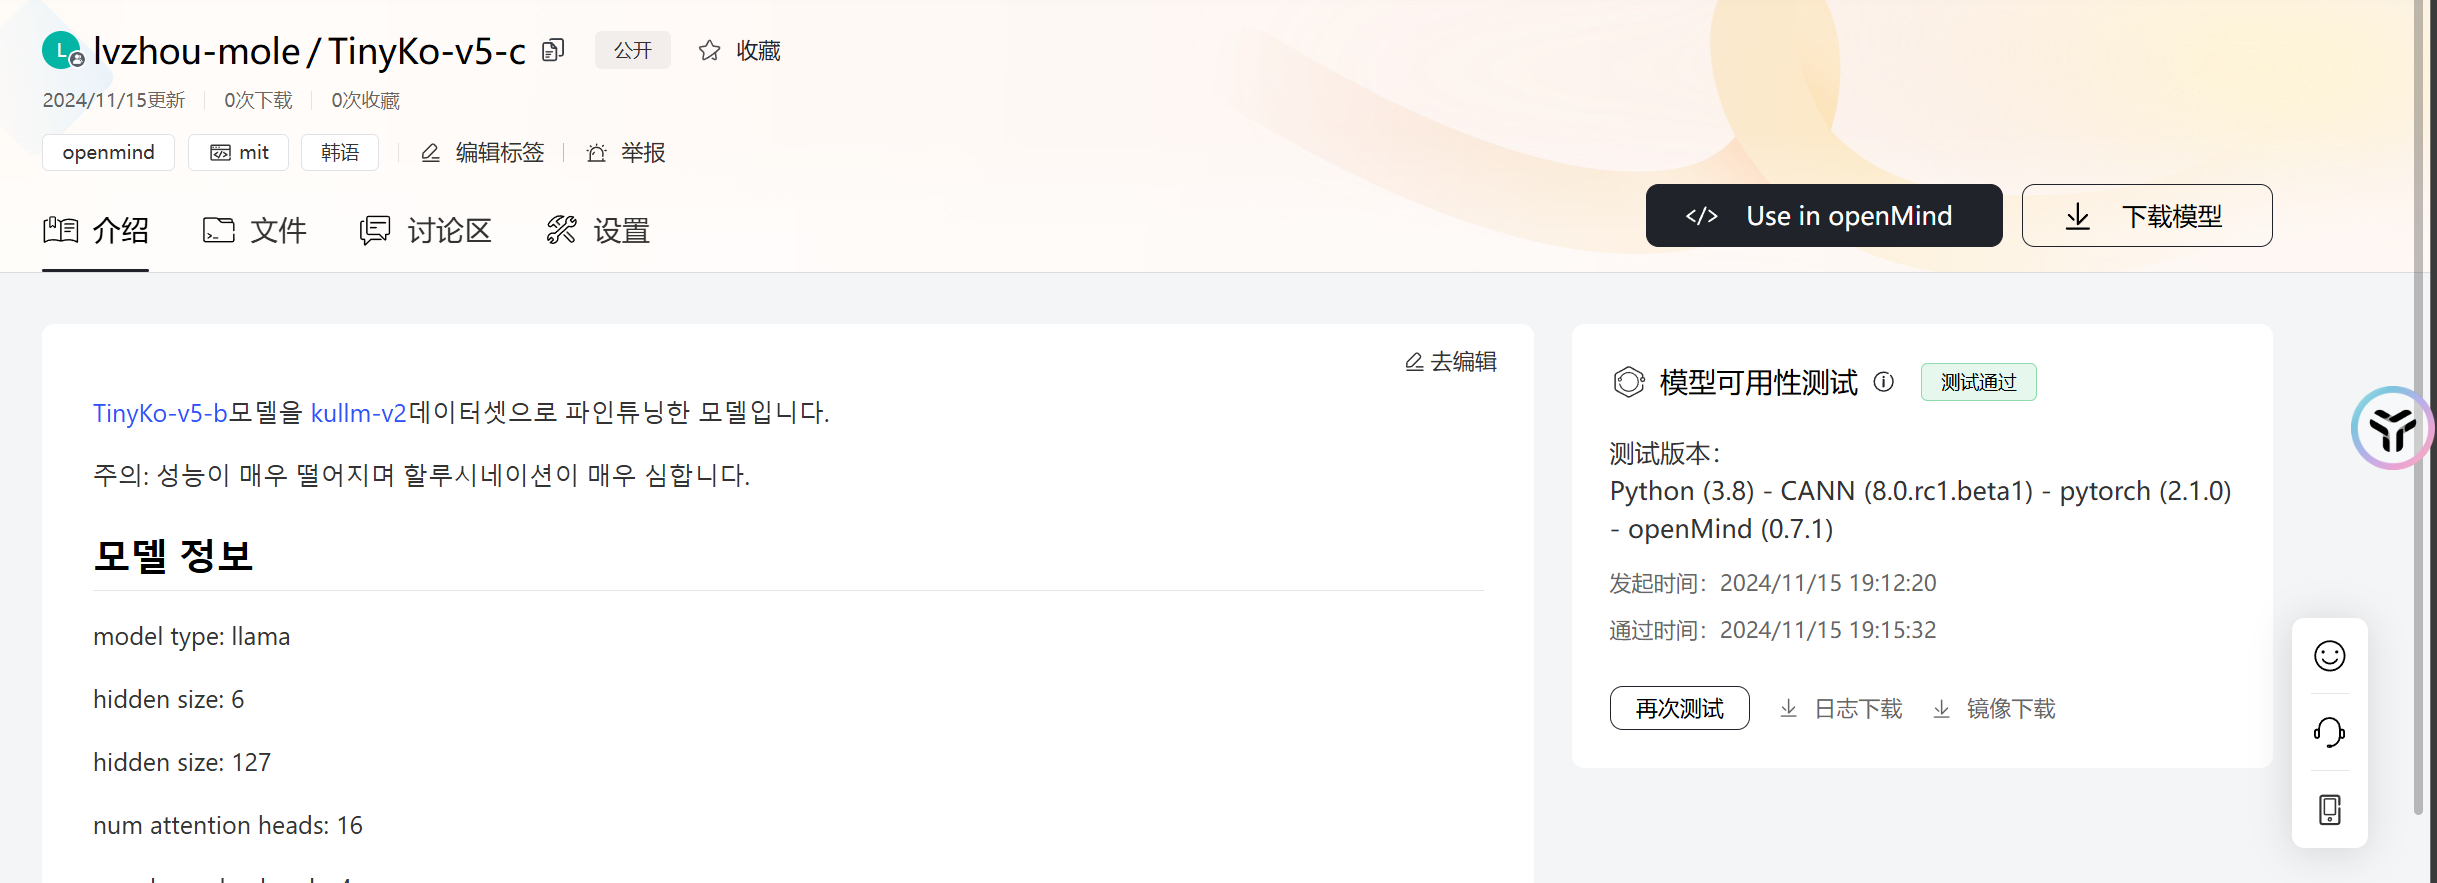 L lvzhou-mole / TinyKo-v5-c 公开 收藏
2024/11/15更新 0次下载 0次收藏
openmind mit 韩语 编辑标签 举报
介绍 文件 讨论区 设置
</> Use in openMind 下载模型
去编辑
TinyKo-v5-b모델을 kullm-v2데이터셋으로 파인튜닝한 모델입니다.
주의: 성능이 매우 떨어지며 할루시네이션이 매우 심합니다.
모델 정보
model type: llama
hidden size: 6
hidden size: 127
num attention heads: 16
模型可用性测试 测试通过
测试版本：
Python (3.8) - CANN (8.0.rc1.beta1) - pytorch (2.1.0)
- openMind (0.7.1)
发起时间：2024/11/15 19:12:20
通过时间：2024/11/15 19:15:32
再次测试 日志下载 镜像下载